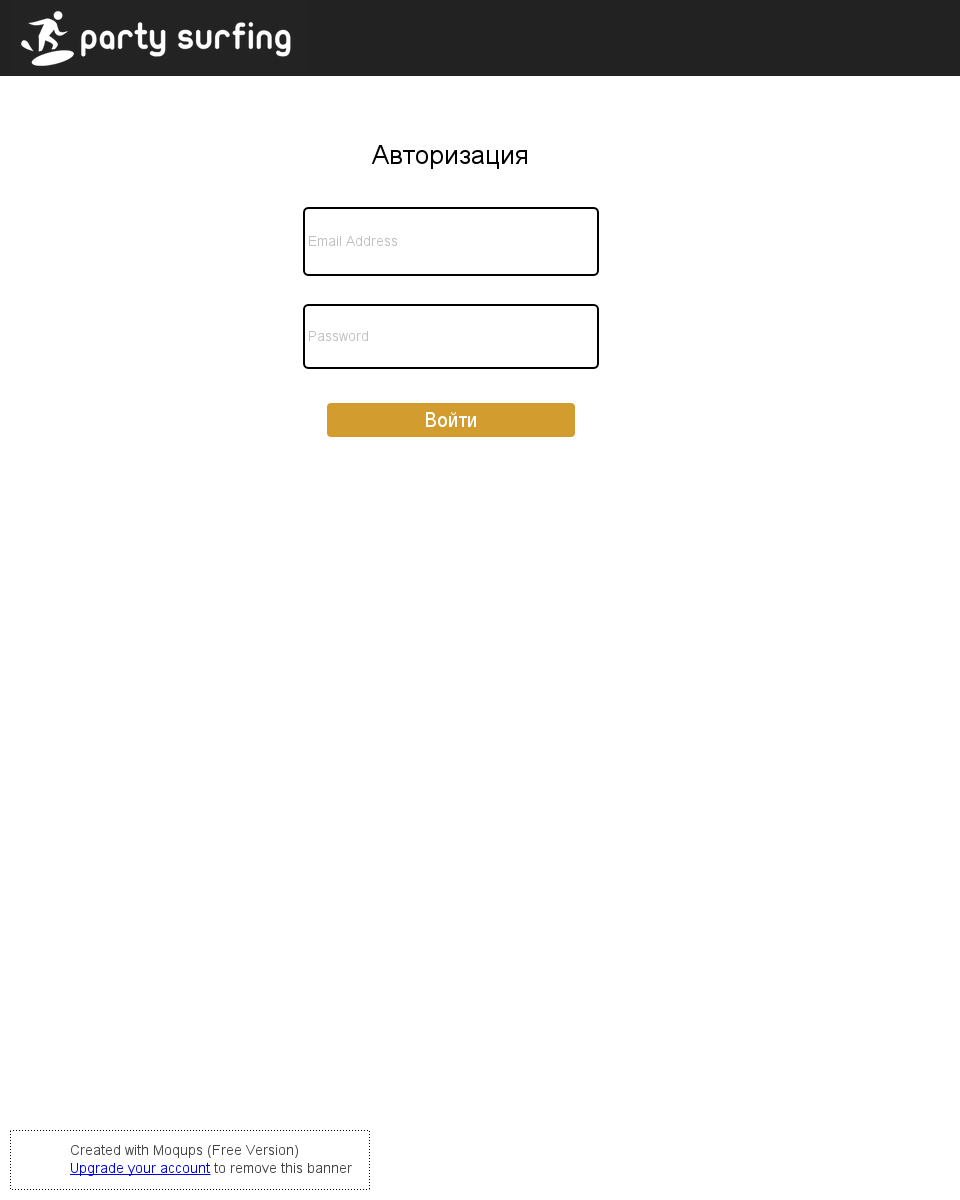 party surfing
Авторизация
Email Address
Password
Войти
Created with Moqups (Free Version)
Upgrade your account to remove this banner